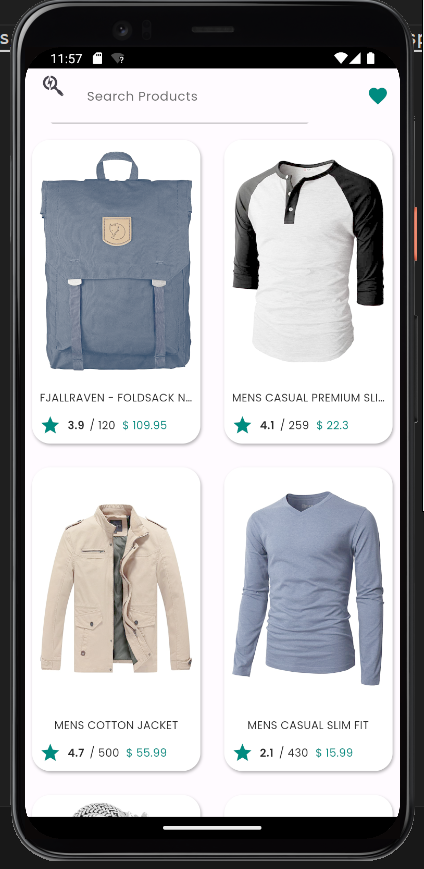 11:57
Search Products
FJALLRAVEN - FOLDSACK N...
3.9 / 120 $ 109.95
MENS CASUAL PREMIUM SLI...
4.1 / 259 $ 22.3
MENS COTTON JACKET
4.7 / 500 $ 55.99
MENS CASUAL SLIM FIT
2.1 / 430 $ 15.99